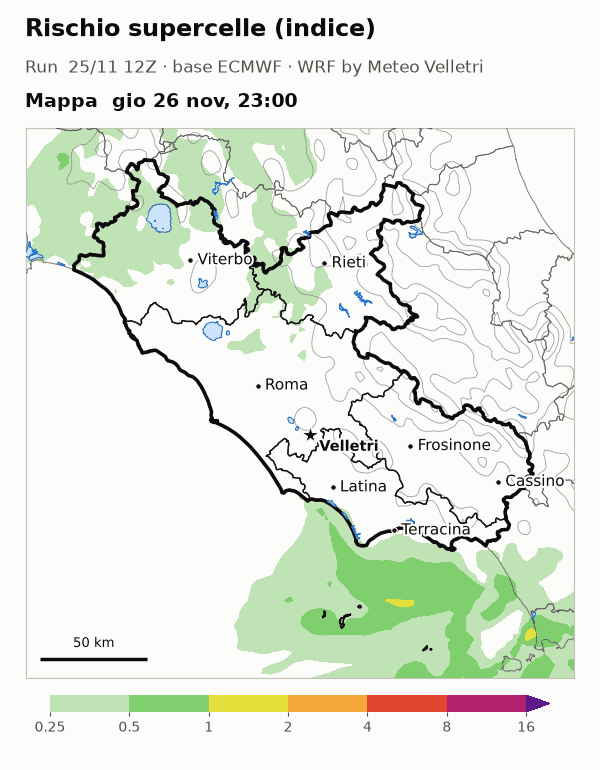 Rischio supercelle (indice)
Run  25/11 12Z · base ECMWF · WRF by Meteo Velletri
Mappa  gio 26 nov, 23:00
Viterbo
Rieti
Roma
Velletri
Frosinone
Latina
Cassino
Terracina
50 km
0.25 0.5 1 2 4 8 16